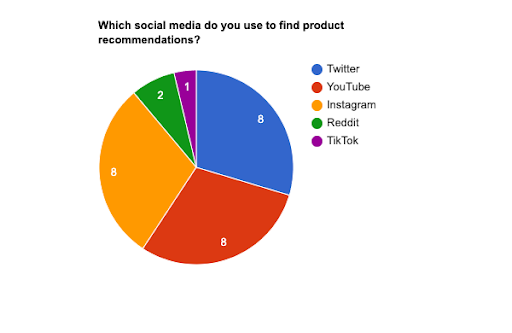 Which social media do you use to find product
recommendations?
Twitter
YouTube
Instagram
Reddit
TikTok
1
2
8
8
8